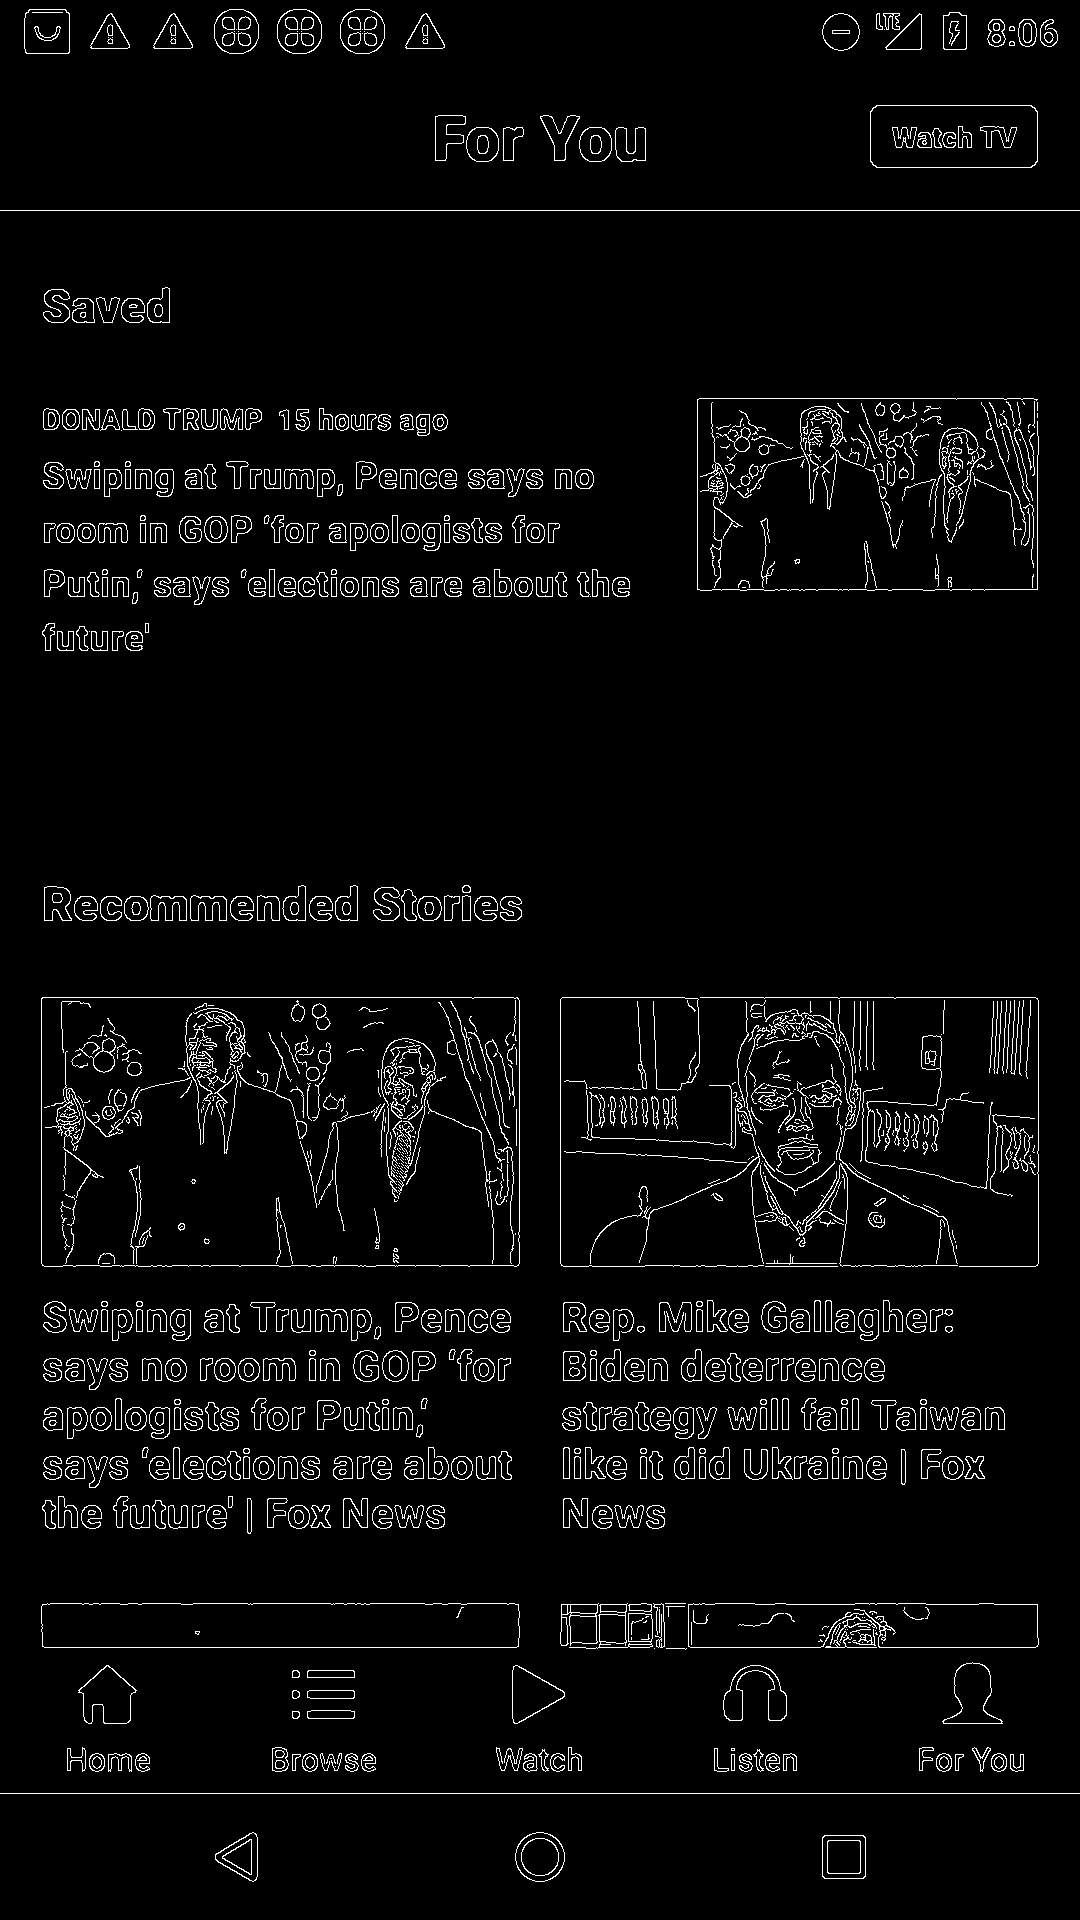 LTE 8:06
For You
Watch TV
Saved
DONALD TRUMP 15 hours ago
Swiping at Trump, Pence says no
room in GOP ‘for apologists for
Putin,‘ says ‘elections are about the
future'
Recommended Stories
Swiping at Trump, Pence
says no room in GOP ‘for
apologists for Putin,‘
says ‘elections are about
the future' | Fox News
Rep. Mike Gallagher:
Biden deterrence
strategy will fail Taiwan
like it did Ukraine | Fox
News
Home
Browse
Watch
Listen
For You